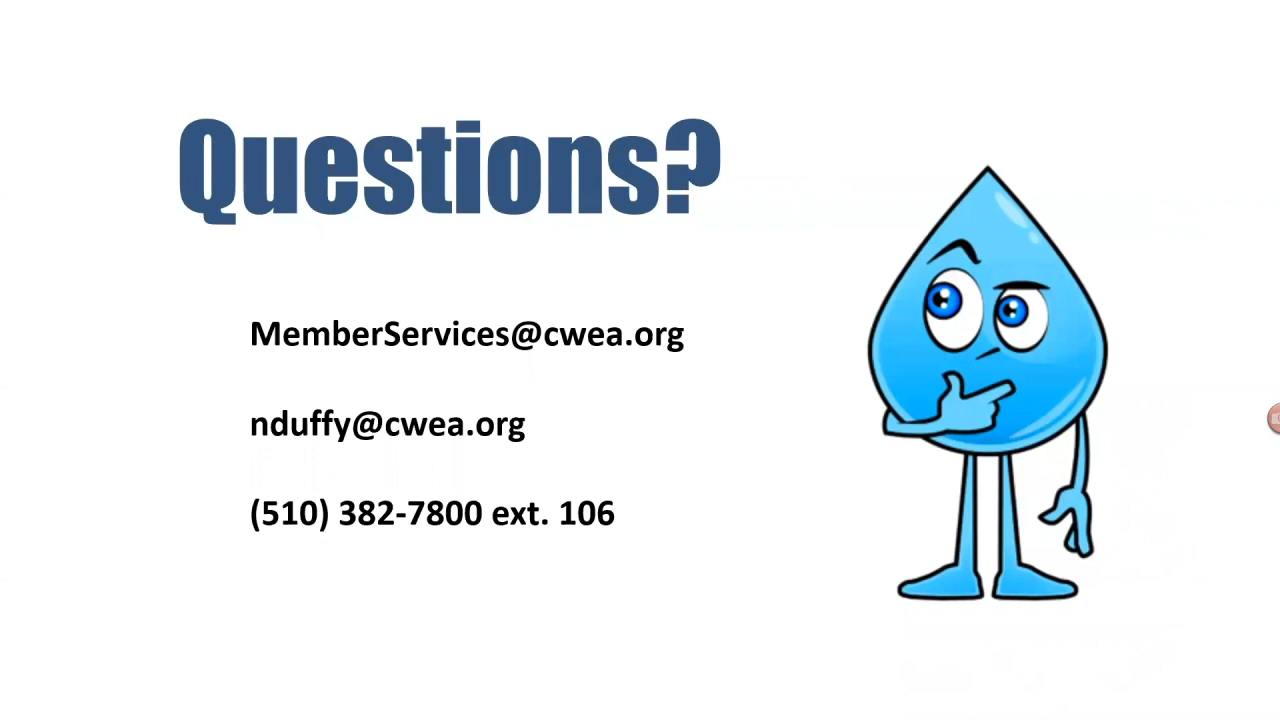 Questions?
MemberServices@cwea.org
nduffy@cwea.org
(510) 382-7800 ext. 106